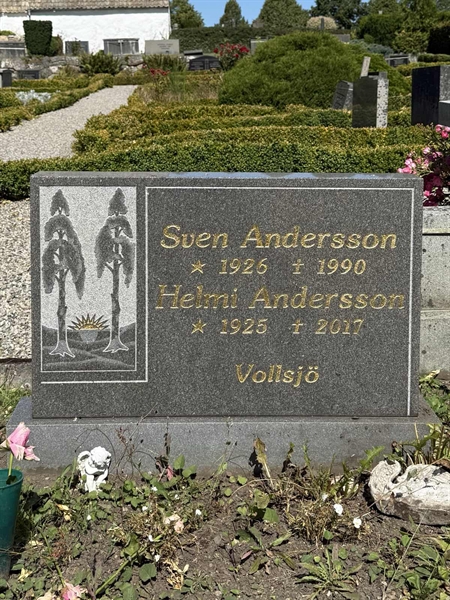 Sven Andersson
★ 1926 ✝ 1990
Helmi Andersson
★ 1925 ✝ 2017
Vollsjö